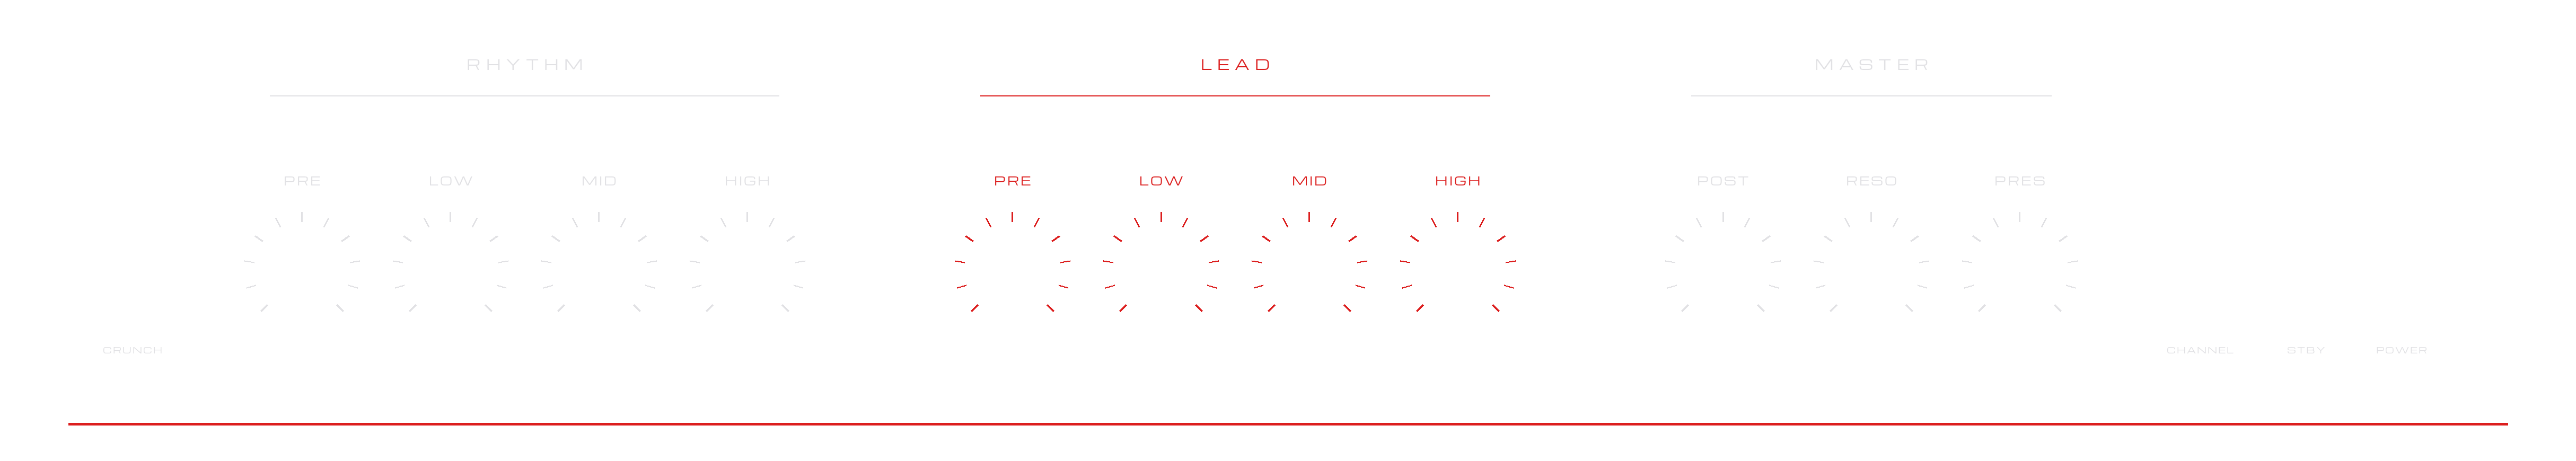 RHYTHM LEAD MASTER
PRE LOW MID HIGH PRE LOW MID HIGH POST RESO PRES
CRUNCH CHANNEL STBY POWER